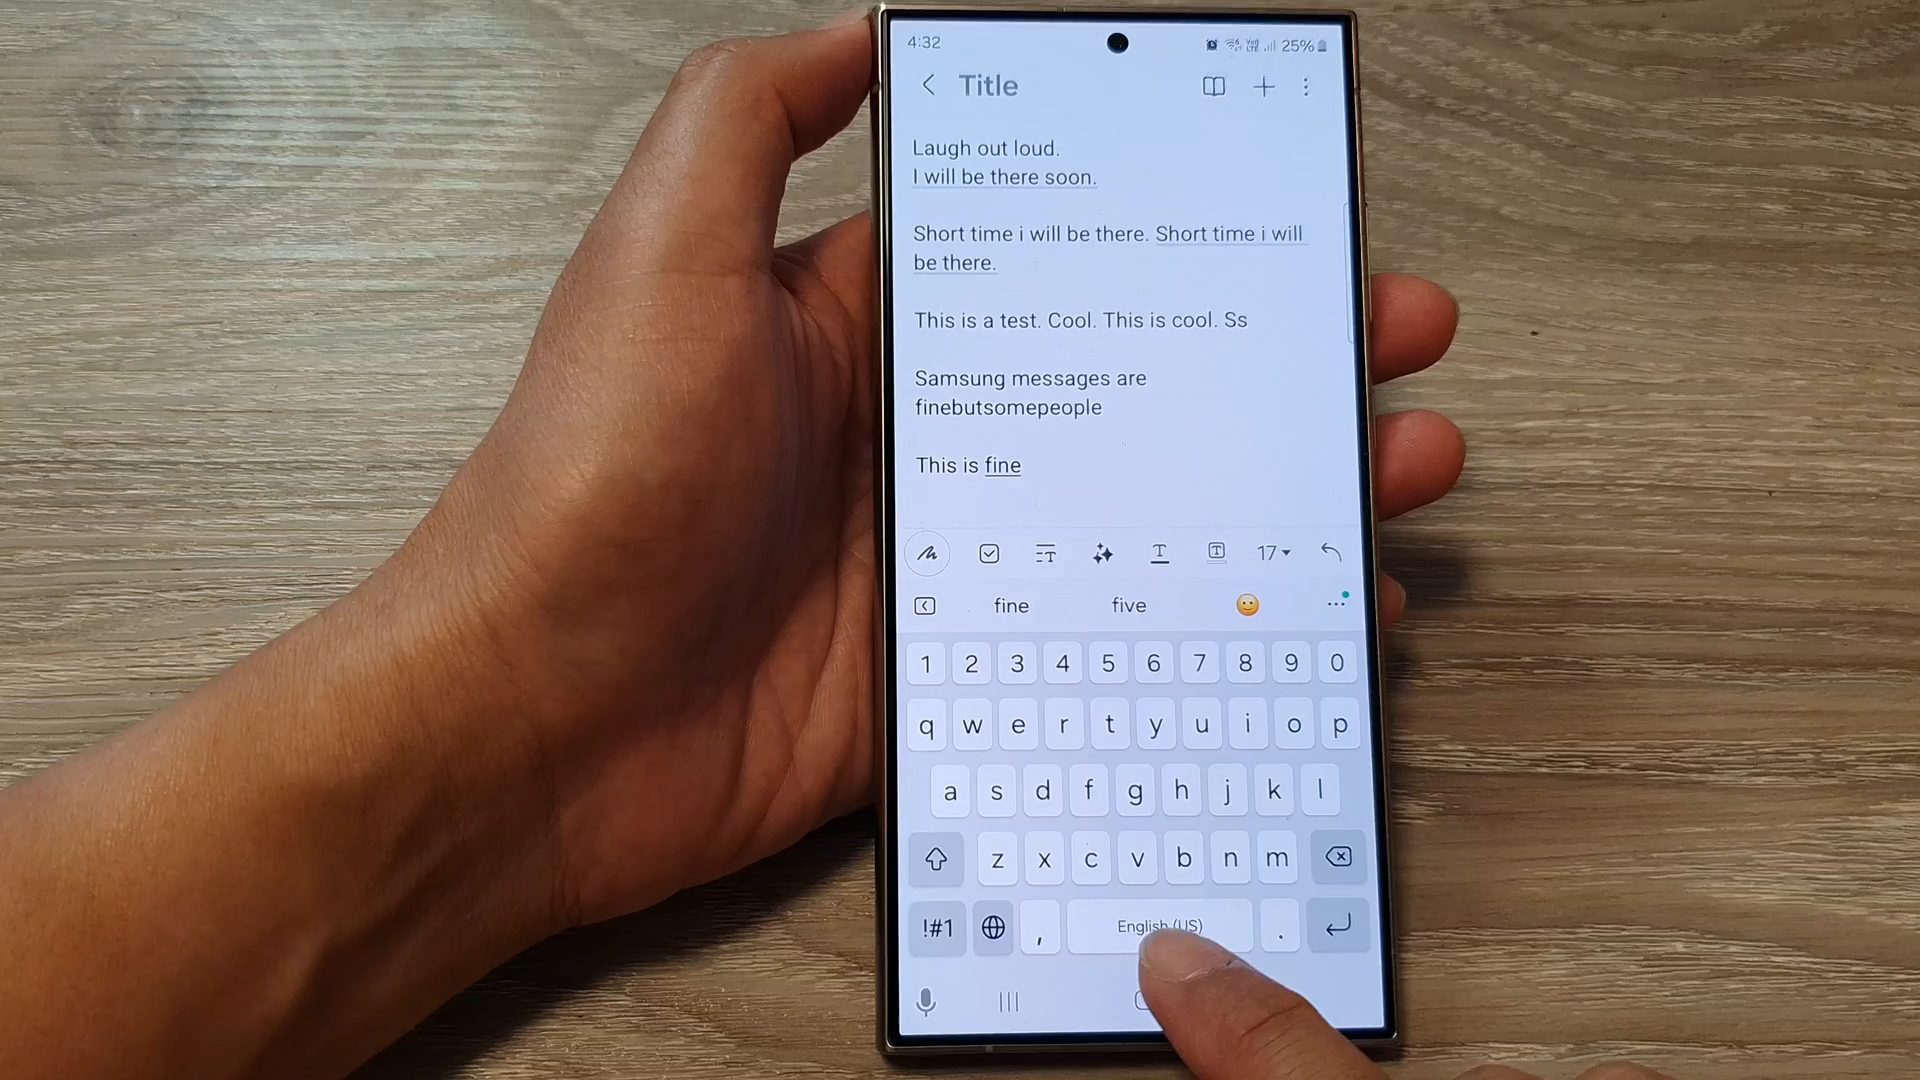 4:32
25%
Title
Laugh out loud.
I will be there soon.
Short time i will be there. Short time i will
be there.
This is a test. Cool. This is cool. Ss
Samsung messages are
finebutsomepeople
This is fine
17
fine five
1 2 3 4 5 6 7 8 9 0
q w e r t y u i o p
a s d f g h j k l
z x c v b n m
!#1 , English (US) .